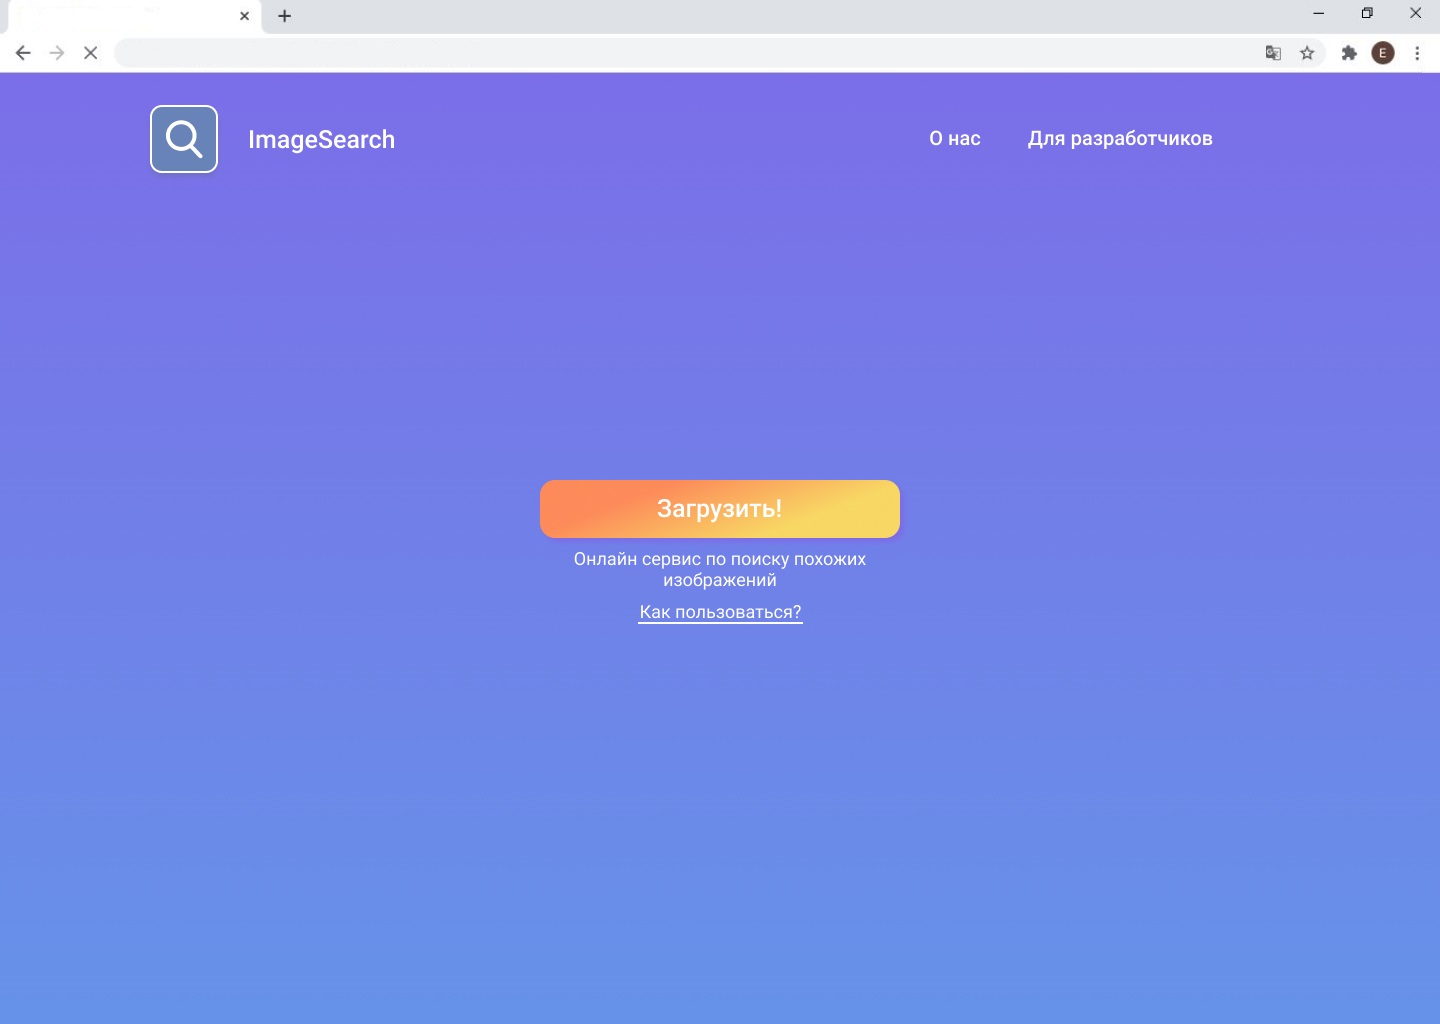 E
ImageSearch
О нас
Для разработчиков
Загрузить!
Онлайн сервис по поиску похожих
изображений
Как пользоваться?